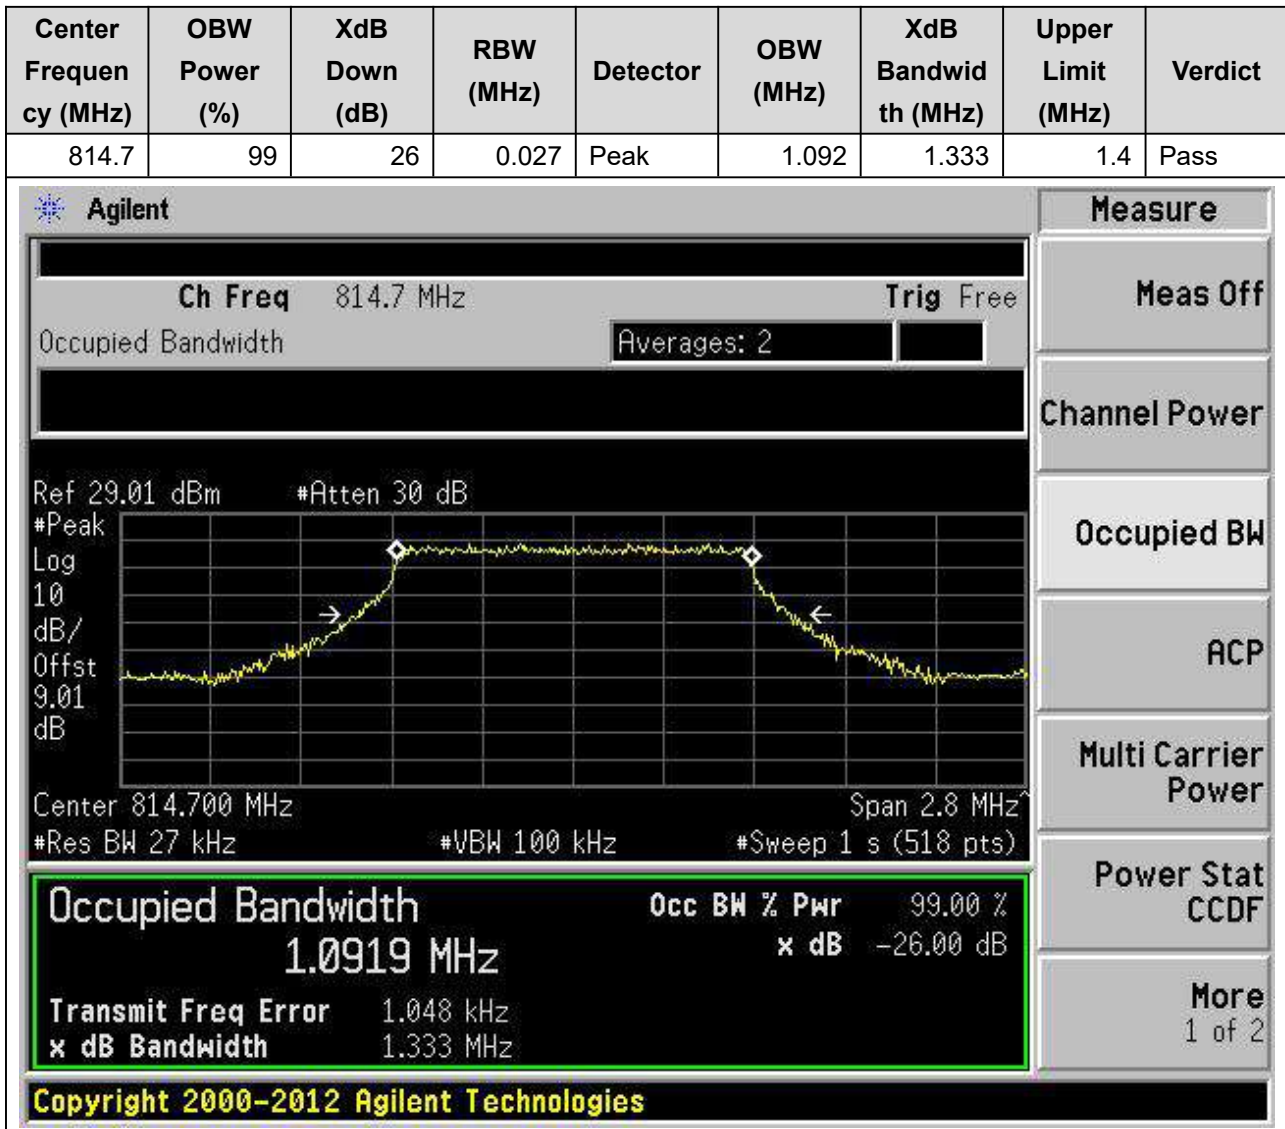 Center Frequen cy (MHz) OBW Power (%) XdB Down (dB) RBW (MHz) Detector OBW (MHz) XdB Bandwid th (MHz) Upper Limit (MHz) Verdict
814.7 99 26 0.027 Peak 1.092 1.333 1.4 Pass
Agilent
Ch Freq 814.7 MHz Trig Free
Occupied Bandwidth Averages: 2
Ref 29.01 dBm #Atten 30 dB
#Peak
Log
10
dB/
Offst
9.01
dB
Center 814.700 MHz Span 2.8 MHz^
#Res BW 27 kHz #VBW 100 kHz #Sweep 1 s (518 pts)
Occupied Bandwidth Occ BW % Pwr 99.00 %
1.0919 MHz x dB -26.00 dB
Transmit Freq Error 1.048 kHz
x dB Bandwidth 1.333 MHz
Copyright 2000-2012 Agilent Technologies
Measure
Meas Off
Channel Power
Occupied BW
ACP
Multi Carrier
Power
Power Stat
CCDF
More
1 of 2